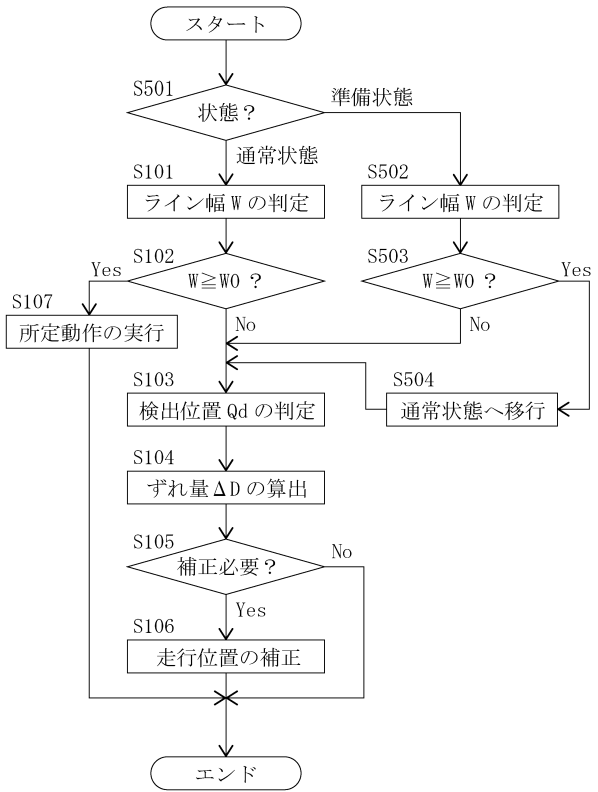 スタート
S501
状態？
準備状態
通常状態
S101
ライン幅Wの判定
S502
ライン幅Wの判定
S102
W≧W0？
Yes
No
S503
W≧W0？
Yes
No
S107
所定動作の実行
S103
検出位置Qdの判定
S504
通常状態へ移行
S104
ずれ量ΔDの算出
S105
補正必要？
No
Yes
S106
走行位置の補正
エンド